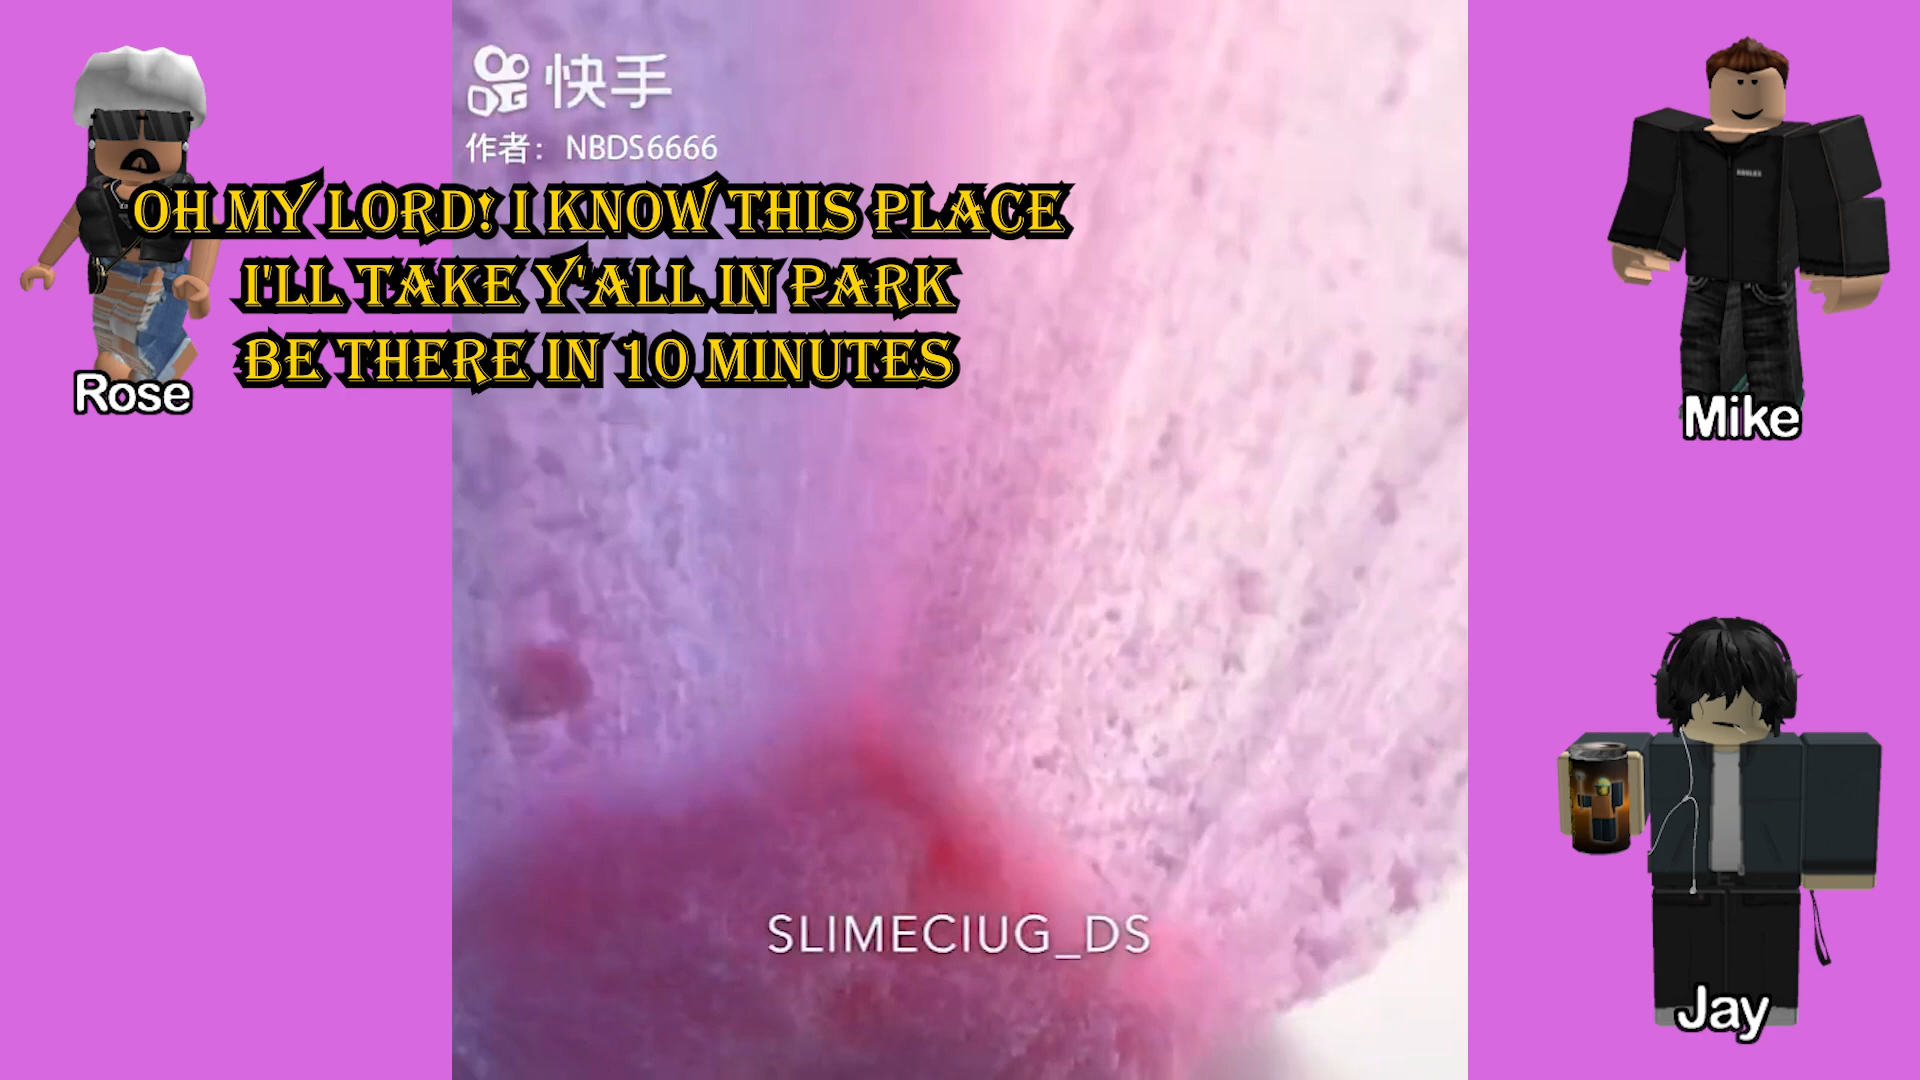 快手
作者：NBDS6666
OH MY LORD! I KNOW THIS PLACE
I'LL TAKE Y'ALL IN PARK
BE THERE IN 10 MINUTES
Rose
Mike
SLIMECIUG_DS
Jay